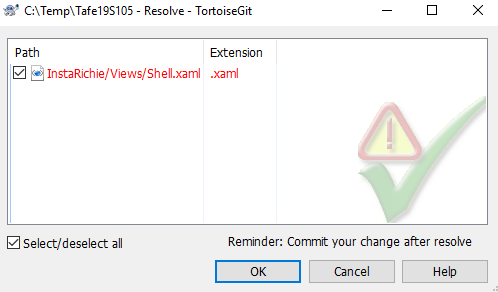 C:\Temp\Tafe19S105 - Resolve - TortoiseGit
Path Extension
InstaRichie/Views/Shell.xaml .xaml
Select/deselect all Reminder: Commit your change after resolve
OK Cancel Help